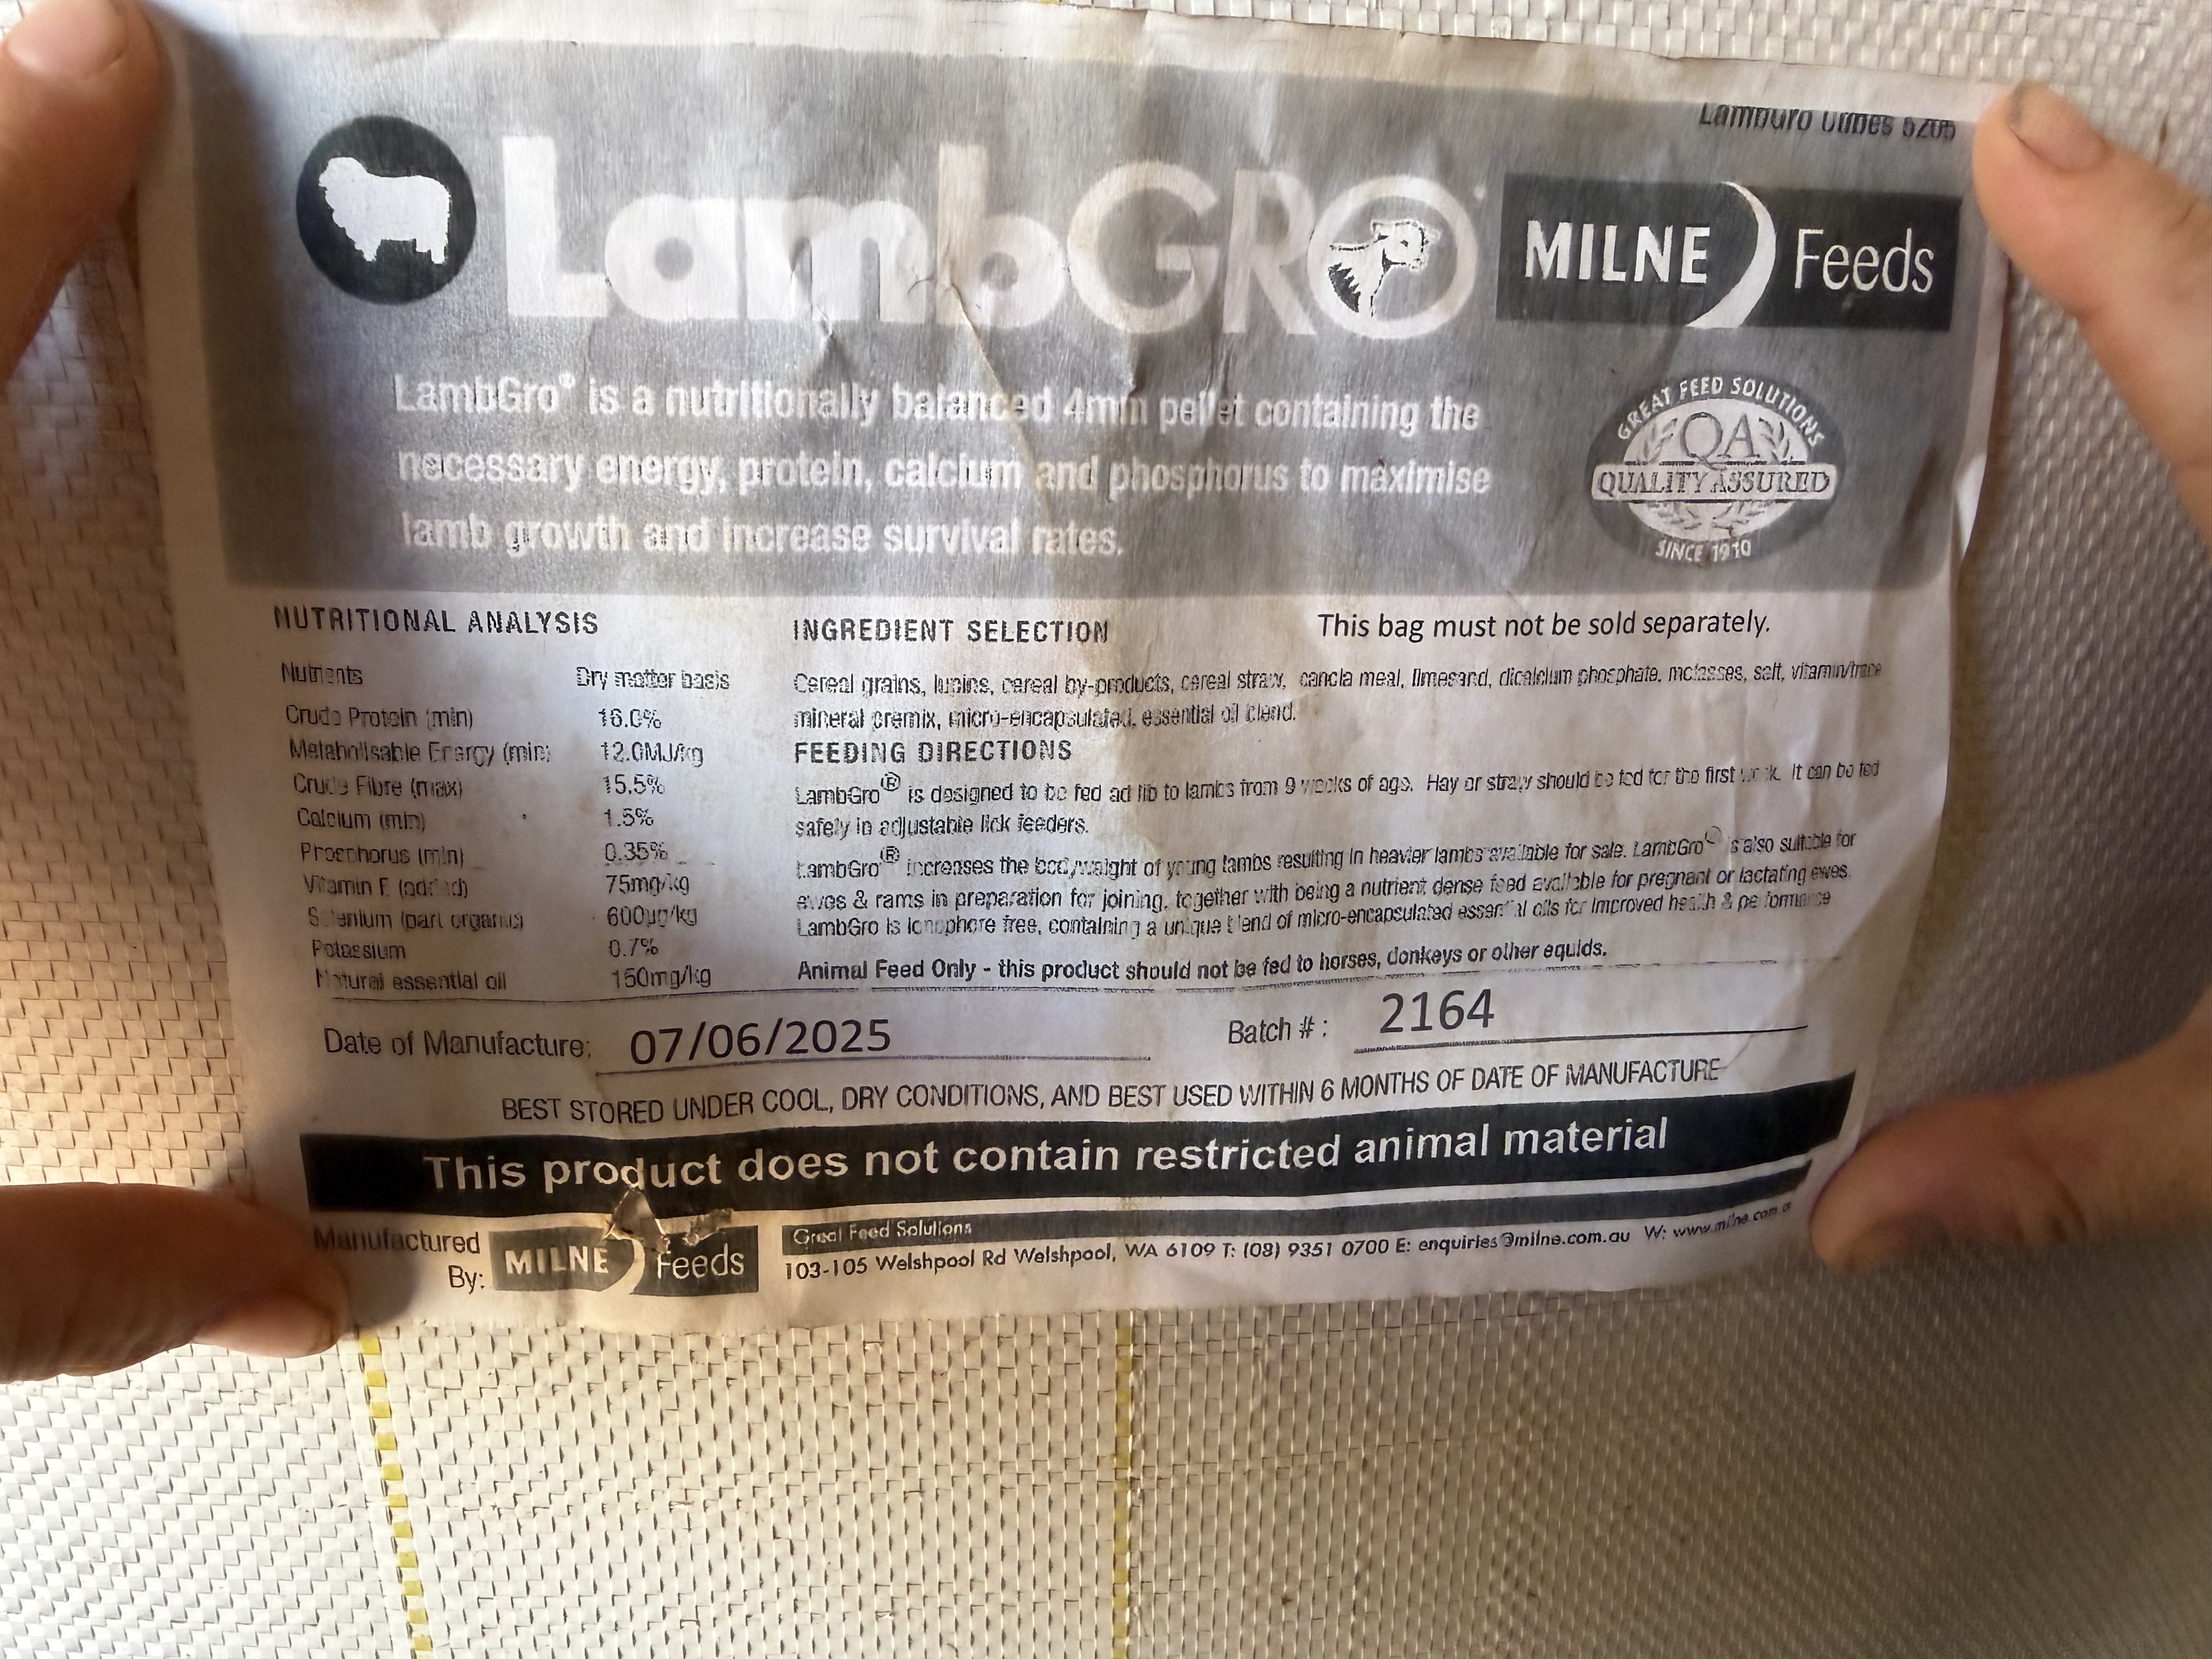 LambGro Cubes 5205
LambGRO
MILNE Feeds
LambGro® is a nutritionally balanced 4mm pellet containing the
necessary energy, protein, calcium and phosphorus to maximise
lamb growth and increase survival rates.
GREAT FEED SOLUTIONS
QA
QUALITY ASSURED
SINCE 1910
NUTRITIONAL ANALYSIS
Nutrients Dry matter basis
Crude Protein (min) 16.0%
Metabolisable Energy (min) 12.0MJ/kg
Crude Fibre (max) 15.5%
Calcium (min) 1.5%
Phosphorus (min) 0.35%
Vitamin E (added) 75mg/kg
Selenium (part organic) 600µg/kg
Potassium 0.7%
Natural essential oil 150mg/kg
INGREDIENT SELECTION
This bag must not be sold separately.
Cereal grains, lupins, cereal by-products, cereal straw, canola meal, limesand, dicalcium phosphate, molasses, salt, vitamin/trace
mineral premix, micro-encapsulated, essential oil blend.
FEEDING DIRECTIONS
LambGro® is designed to be fed ad lib to lambs from 9 weeks of age. Hay or straw should be fed for the first week. It can be fed
safely in adjustable lick feeders.
LambGro® increases the bodyweight of young lambs resulting in heavier lambs available for sale. LambGro® is also suitable for
ewes & rams in preparation for joining, together with being a nutrient dense feed available for pregnant or lactating ewes.
LambGro is ionophore free, containing a unique blend of micro-encapsulated essential oils for improved health & performance
Animal Feed Only - this product should not be fed to horses, donkeys or other equids.
Date of Manufacture: 07/06/2025 Batch # : 2164
BEST STORED UNDER COOL, DRY CONDITIONS, AND BEST USED WITHIN 6 MONTHS OF DATE OF MANUFACTURE
This product does not contain restricted animal material
Manufactured
By:
MILNE Feeds
Great Feed Solutions
103-105 Welshpool Rd Welshpool, WA 6109 T: (08) 9351 0700 E: enquiries@milne.com.au W: www.milne.com.a